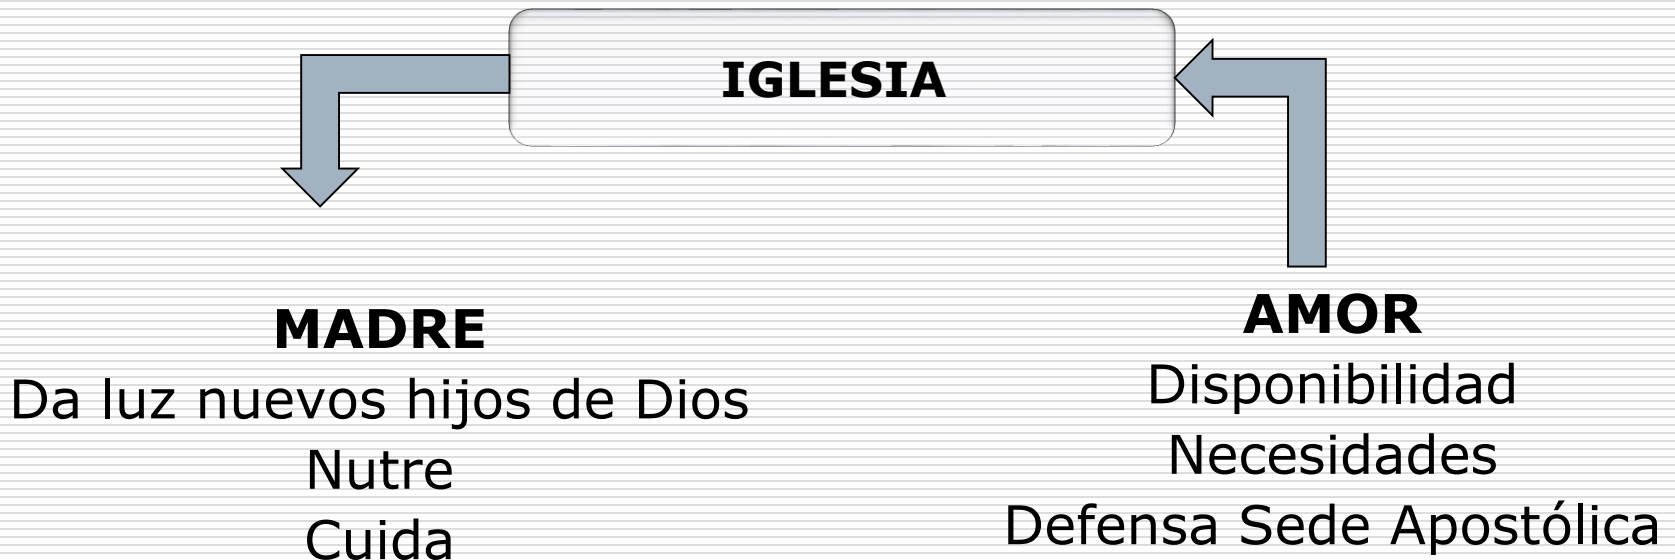 IGLESIA
MADRE
Da luz nuevos hijos de Dios
Nutre
Cuida
AMOR
Disponibilidad
Necesidades
Defensa Sede Apostólica